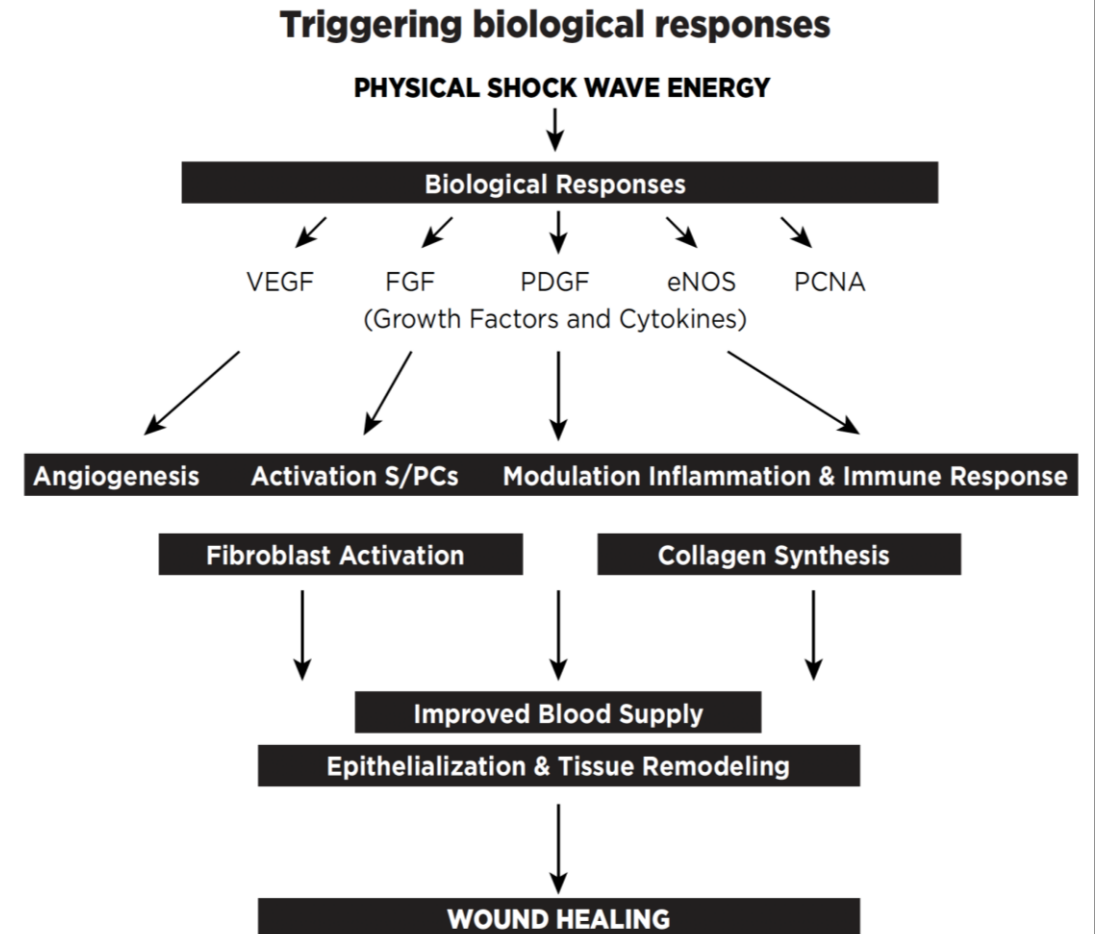 Triggering biological responses
PHYSICAL SHOCK WAVE ENERGY
Biological Responses
VEGF FGF PDGF eNOS PCNA
(Growth Factors and Cytokines)
Angiogenesis Activation S/PCs Modulation Inflammation & Immune Response
Fibroblast Activation Collagen Synthesis
Improved Blood Supply
Epithelialization & Tissue Remodeling
WOUND HEALING